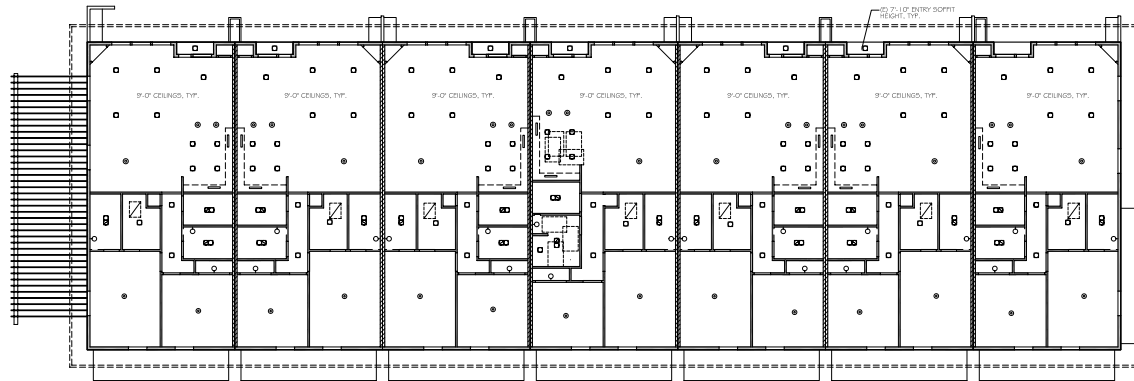 (E) 7'-10" ENTRY SOFFIT
HEIGHT, TYP.
9'-0" CEILINGS, TYP.
9'-0" CEILINGS, TYP.
9'-0" CEILINGS, TYP.
9'-0" CEILINGS, TYP.
9'-0" CEILINGS, TYP.
9'-0" CEILINGS, TYP.
9'-0" CEILINGS, TYP.